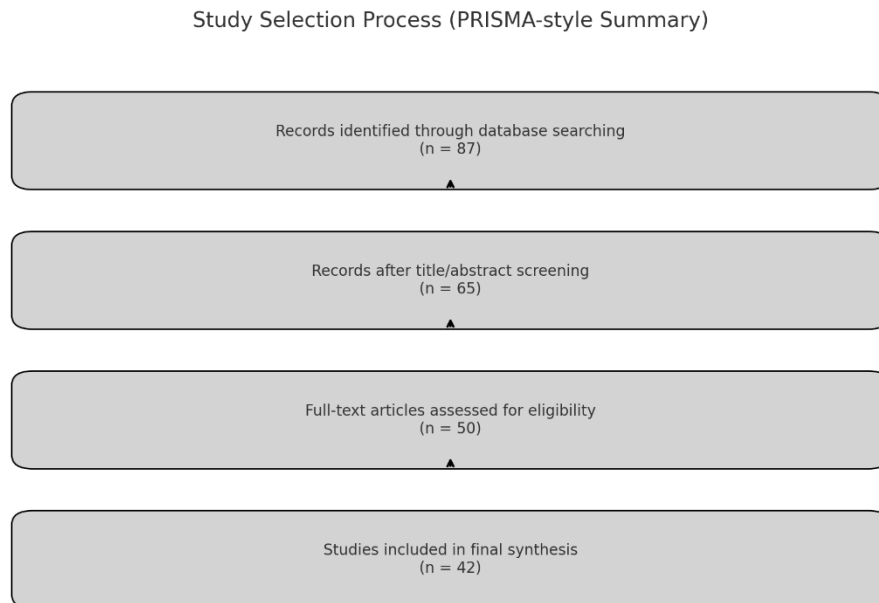 Study Selection Process (PRISMA-style Summary)
Records identified through database searching
(n = 87)
Records after title/abstract screening
(n = 65)
Full-text articles assessed for eligibility
(n = 50)
Studies included in final synthesis
(n = 42)